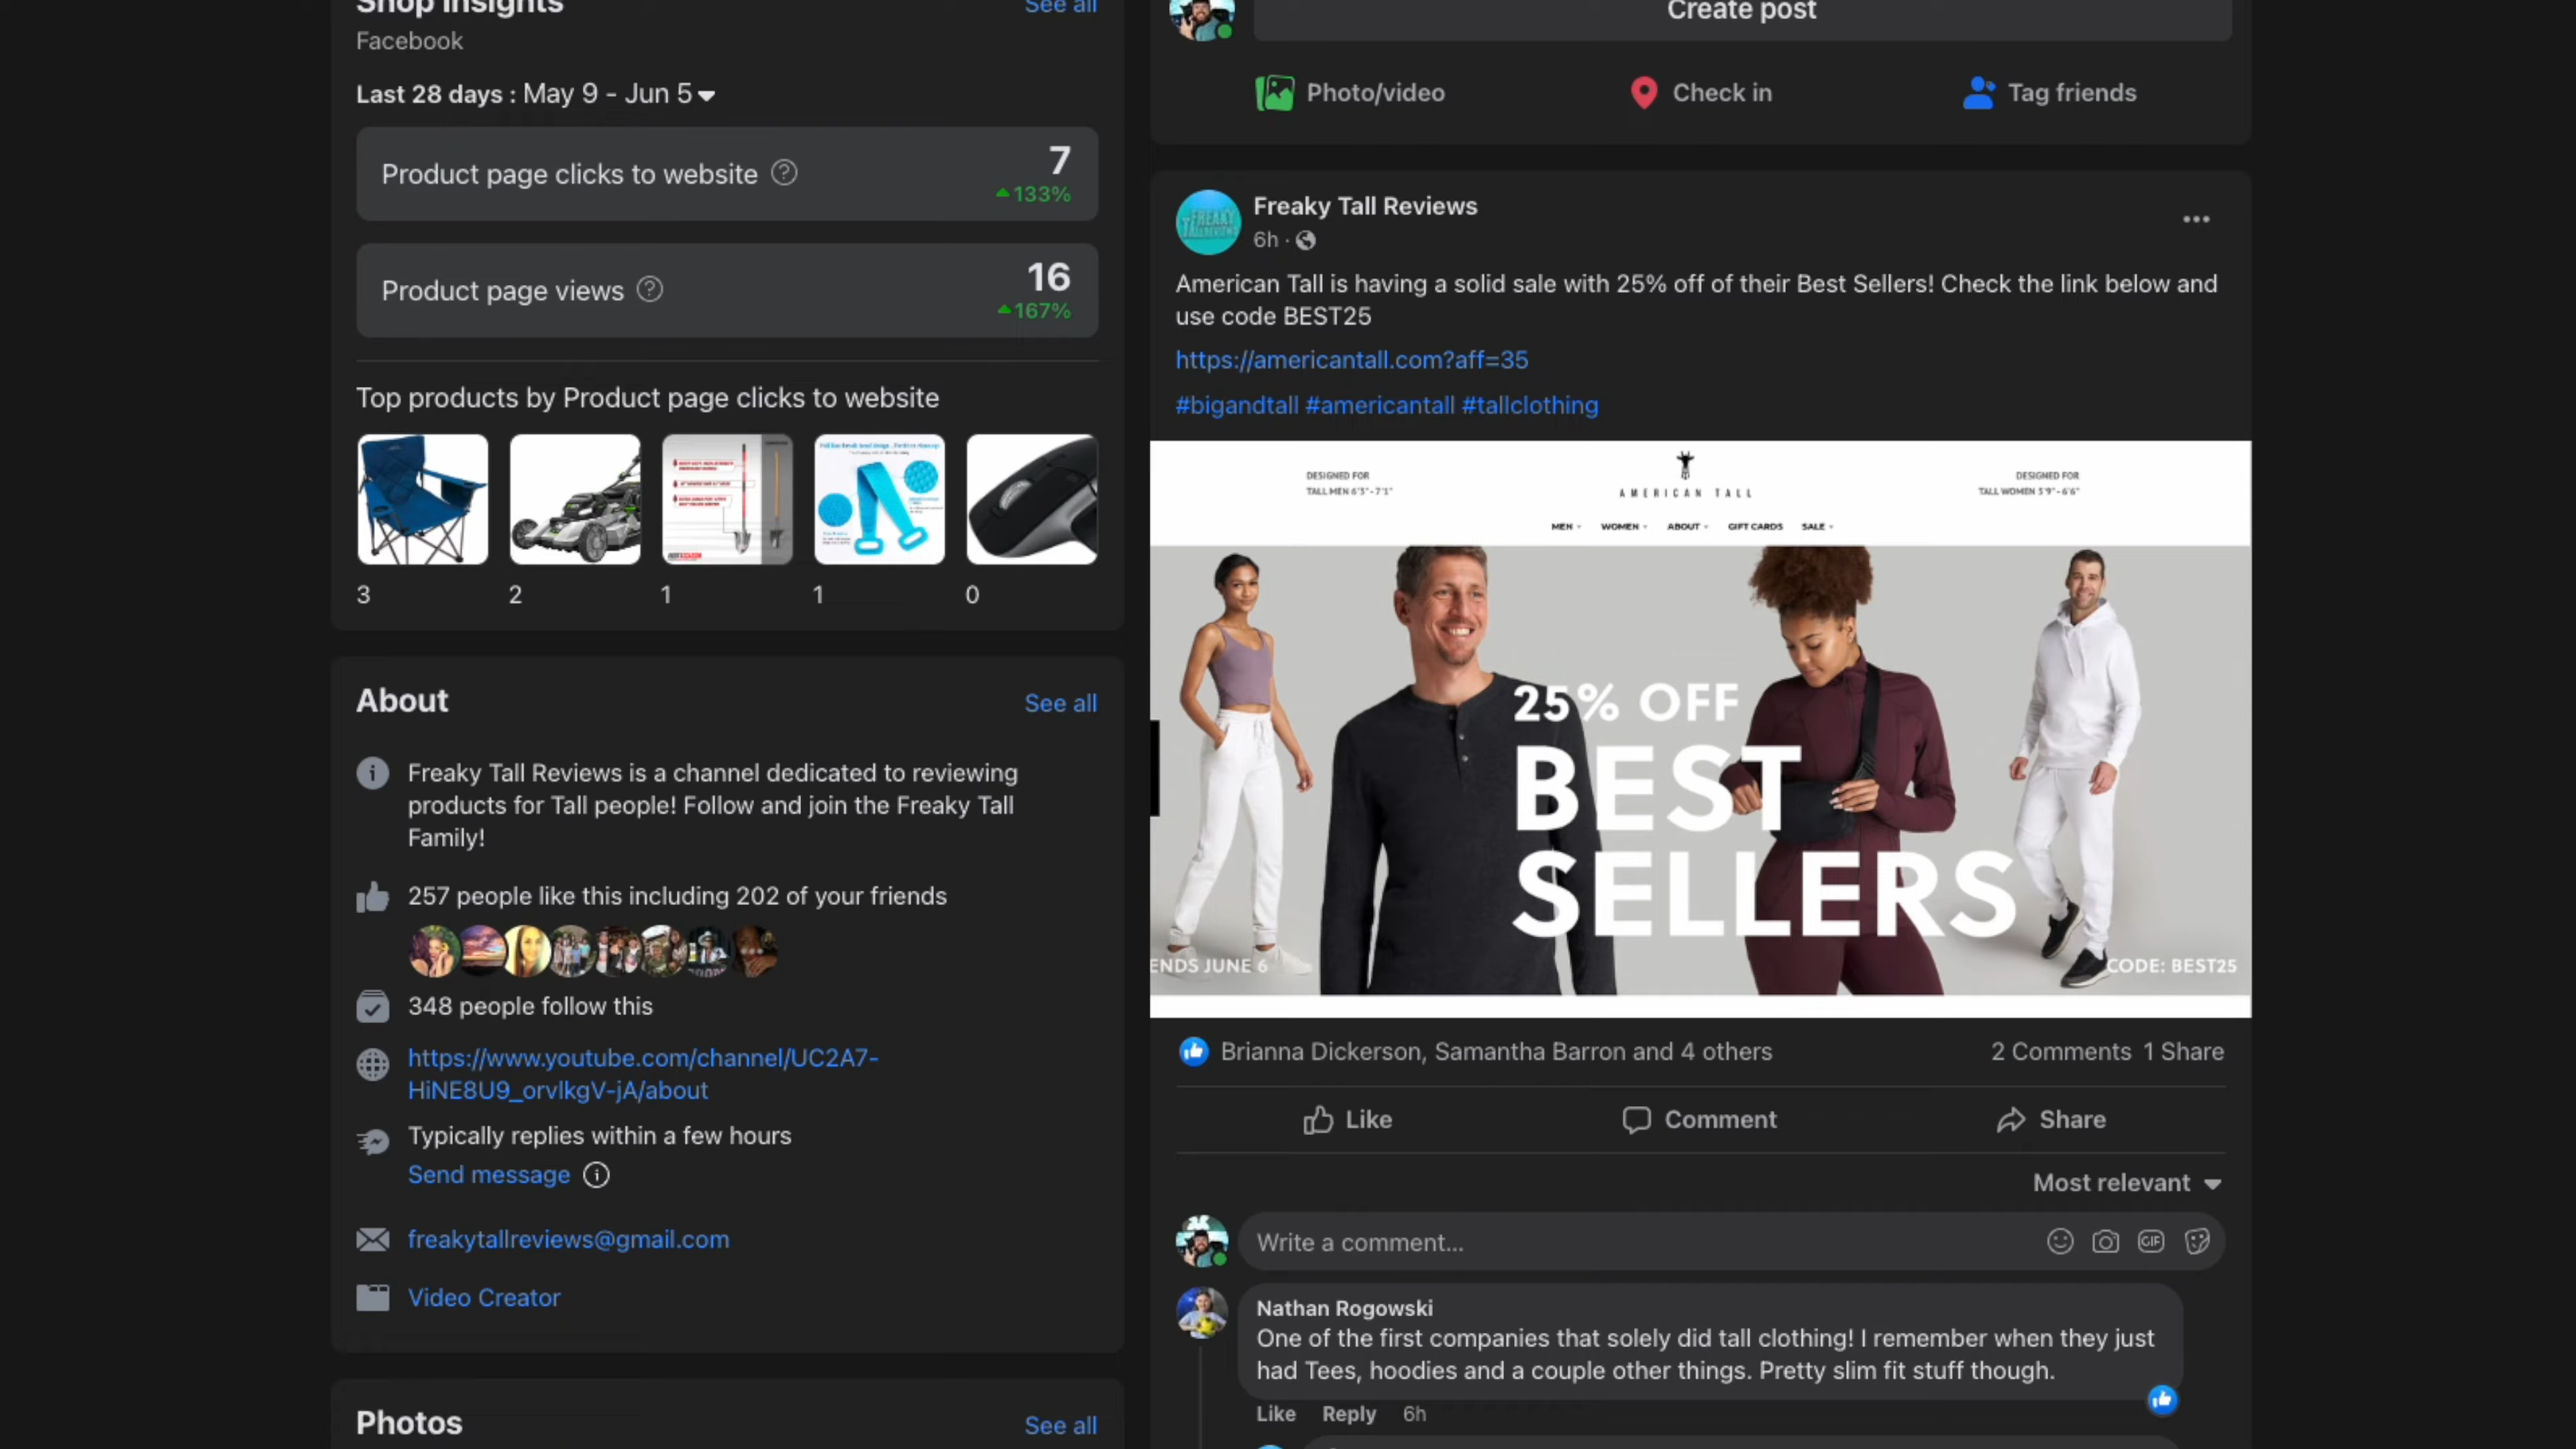 Shop Insights
See all
Facebook
Last 28 days : May 9 - Jun 5
Product page clicks to website
7
133%
Product page views
16
167%
Top products by Product page clicks to website
3
2
1
1
0
About
See all
Freaky Tall Reviews is a channel dedicated to reviewing
products for Tall people! Follow and join the Freaky Tall
Family!
257 people like this including 202 of your friends
348 people follow this
https://www.youtube.com/channel/UC2A7-
HiNE8U9_orvlkgV-jA/about
Typically replies within a few hours
Send message
freakytallreviews@gmail.com
Video Creator
Photos
See all
Create post
Photo/video
Check in
Tag friends
FREAKY
TALL REVIEWS
Freaky Tall Reviews
6h ·
American Tall is having a solid sale with 25% off of their Best Sellers! Check the link below and
use code BEST25
https://americantall.com?aff=35
#bigandtall #americantall #tallclothing
DESIGNED FOR
TALL MEN 6'3"-7'1"
AMERICAN TALL
DESIGNED FOR
TALL WOMEN 5'9"-6'6"
MEN
WOMEN
ABOUT
GIFT CARDS
SALE
25% OFF
BEST
SELLERS
ENDS JUNE 6
CODE: BEST25
Brianna Dickerson, Samantha Barron and 4 others
2 Comments 1 Share
Like
Comment
Share
Most relevant
Write a comment...
GIF
Nathan Rogowski
One of the first companies that solely did tall clothing! I remember when they just
had Tees, hoodies and a couple other things. Pretty slim fit stuff though.
Like
Reply
6h